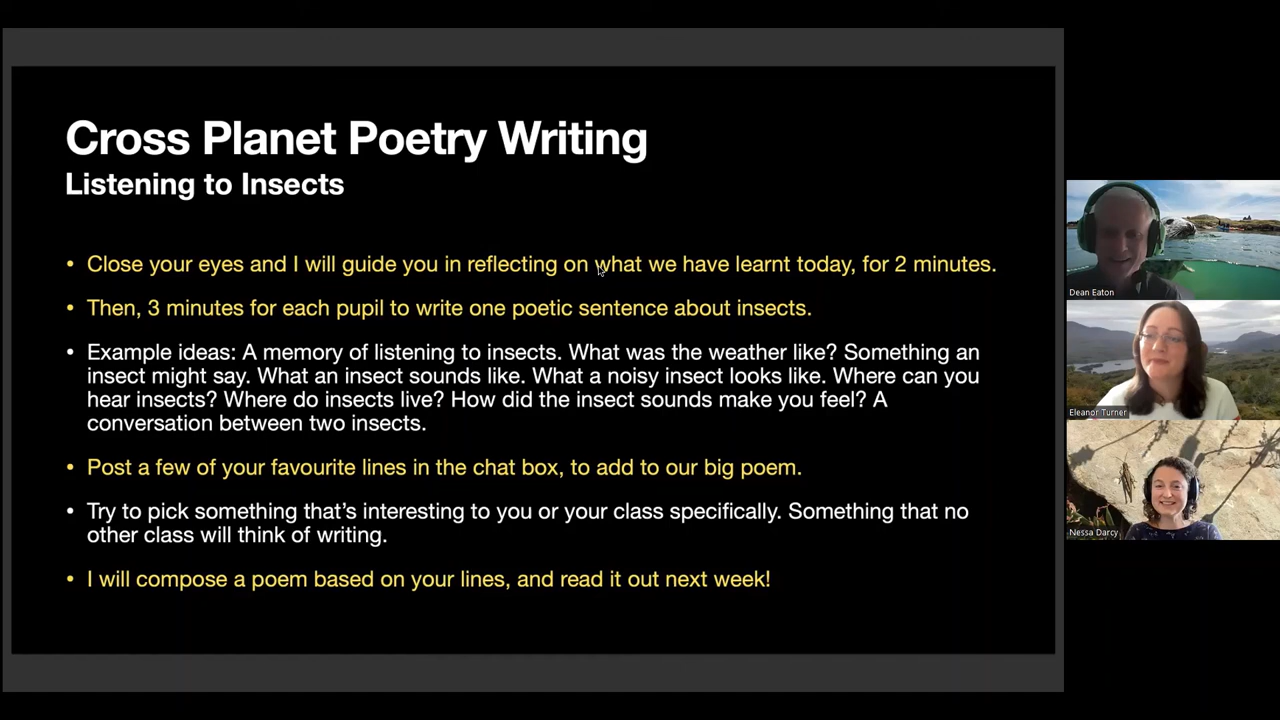 Cross Planet Poetry Writing
Listening to Insects
• Close your eyes and I will guide you in reflecting on what we have learnt today, for 2 minutes.
• Then, 3 minutes for each pupil to write one poetic sentence about insects.
• Example ideas: A memory of listening to insects. What was the weather like? Something an
insect might say. What an insect sounds like. What a noisy insect looks like. Where can you
hear insects? Where do insects live? How did the insect sounds make you feel? A
conversation between two insects.
• Post a few of your favourite lines in the chat box, to add to our big poem.
• Try to pick something that’s interesting to you or your class specifically. Something that no
other class will think of writing.
• I will compose a poem based on your lines, and read it out next week!
Dean Eaton
Eleanor Turner
Nessa Darcy